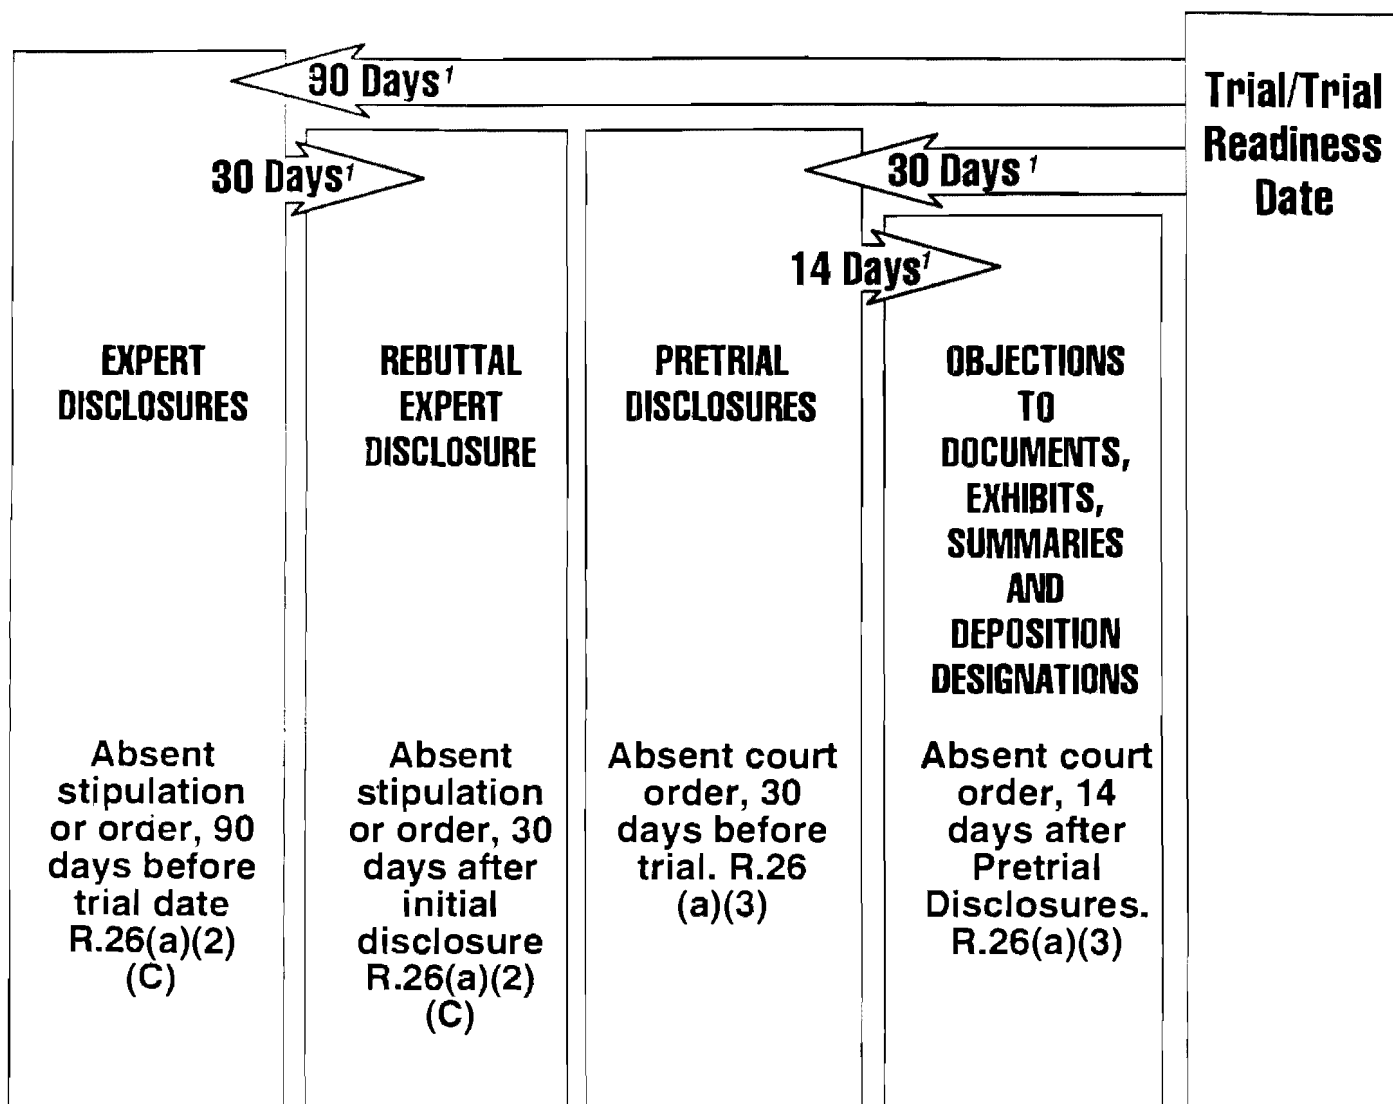 90 Days¹
Trial/Trial
Readiness
Date
30 Days¹
30 Days¹
14 Days¹
EXPERT
DISCLOSURES
REBUTTAL
EXPERT
DISCLOSURE
PRETRIAL
DISCLOSURES
OBJECTIONS
TO
DOCUMENTS,
EXHIBITS,
SUMMARIES
AND
DEPOSITION
DESIGNATIONS
Absent
stipulation
or order, 90
days before
trial date
R.26(a)(2)
(C)
Absent
stipulation
or order, 30
days after
initial
disclosure
R.26(a)(2)
(C)
Absent court
order, 30
days before
trial. R.26
(a)(3)
Absent court
order, 14
days after
Pretrial
Disclosures.
R.26(a)(3)